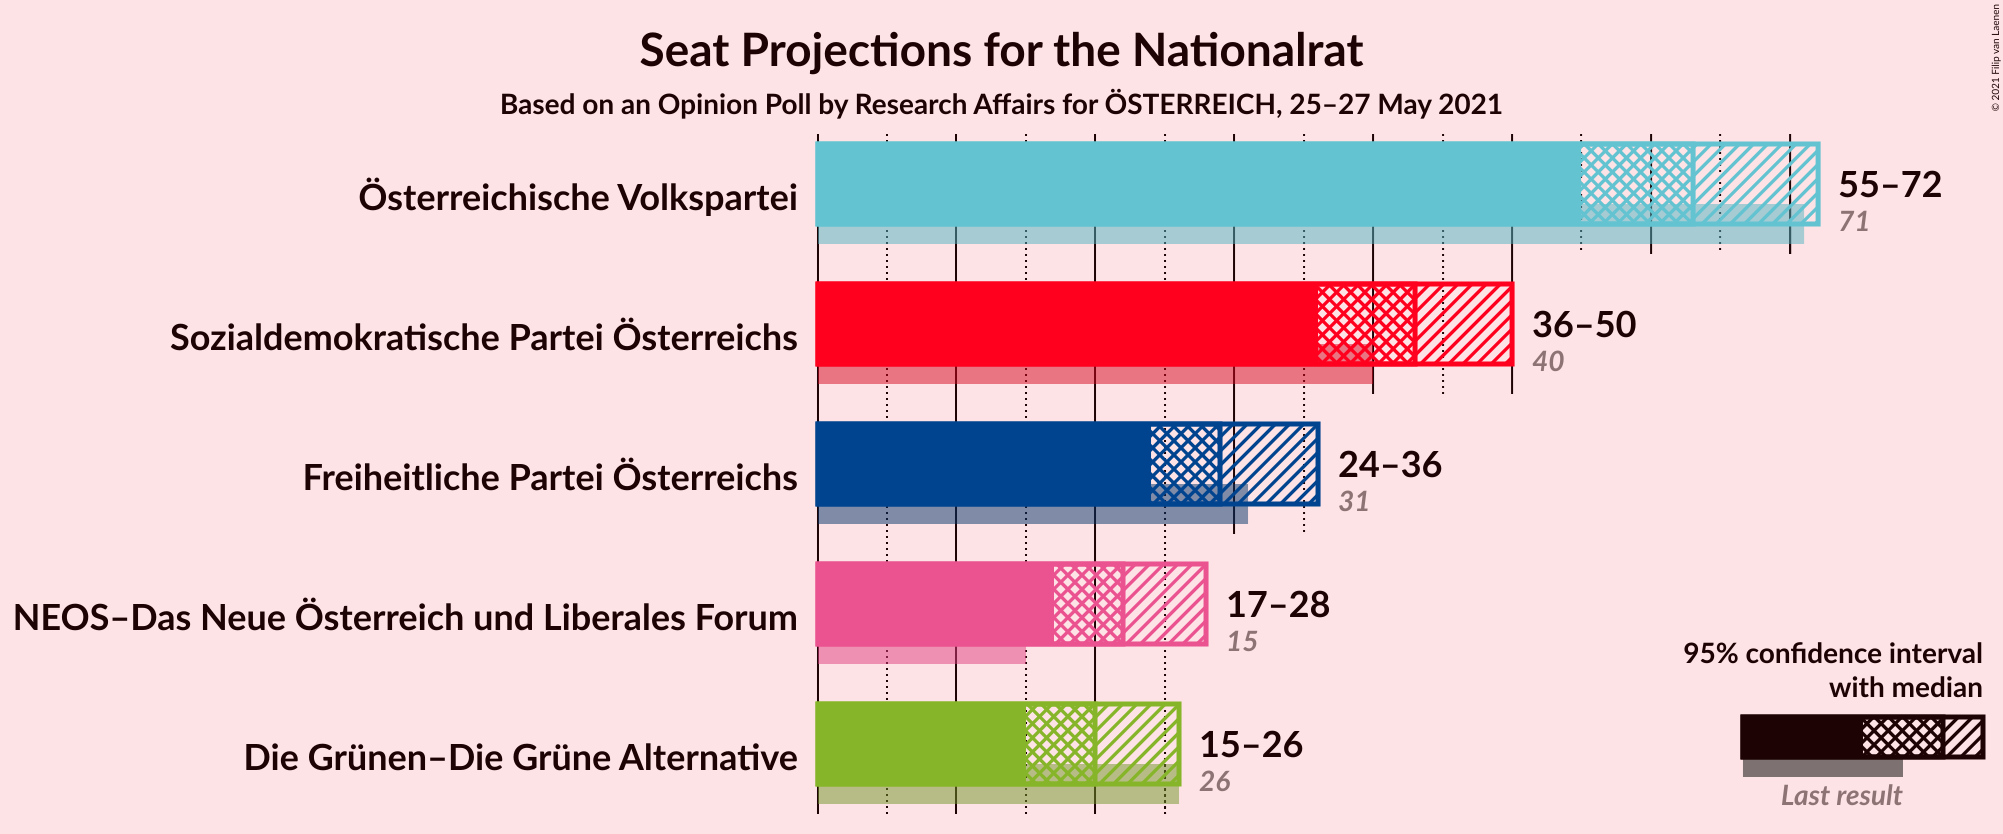 Seat Projections for the Nationalrat
Based on an Opinion Poll by Research Affairs for ÖSTERREICH, 25–27 May 2021
© 2021 Filip van Laenen
Österreichische Volkspartei
55–72
71
Sozialdemokratische Partei Österreichs
36–50
40
Freiheitliche Partei Österreichs
24–36
31
NEOS–Das Neue Österreich und Liberales Forum
17–28
15
Die Grünen–Die Grüne Alternative
15–26
26
95% confidence interval
with median
Last result